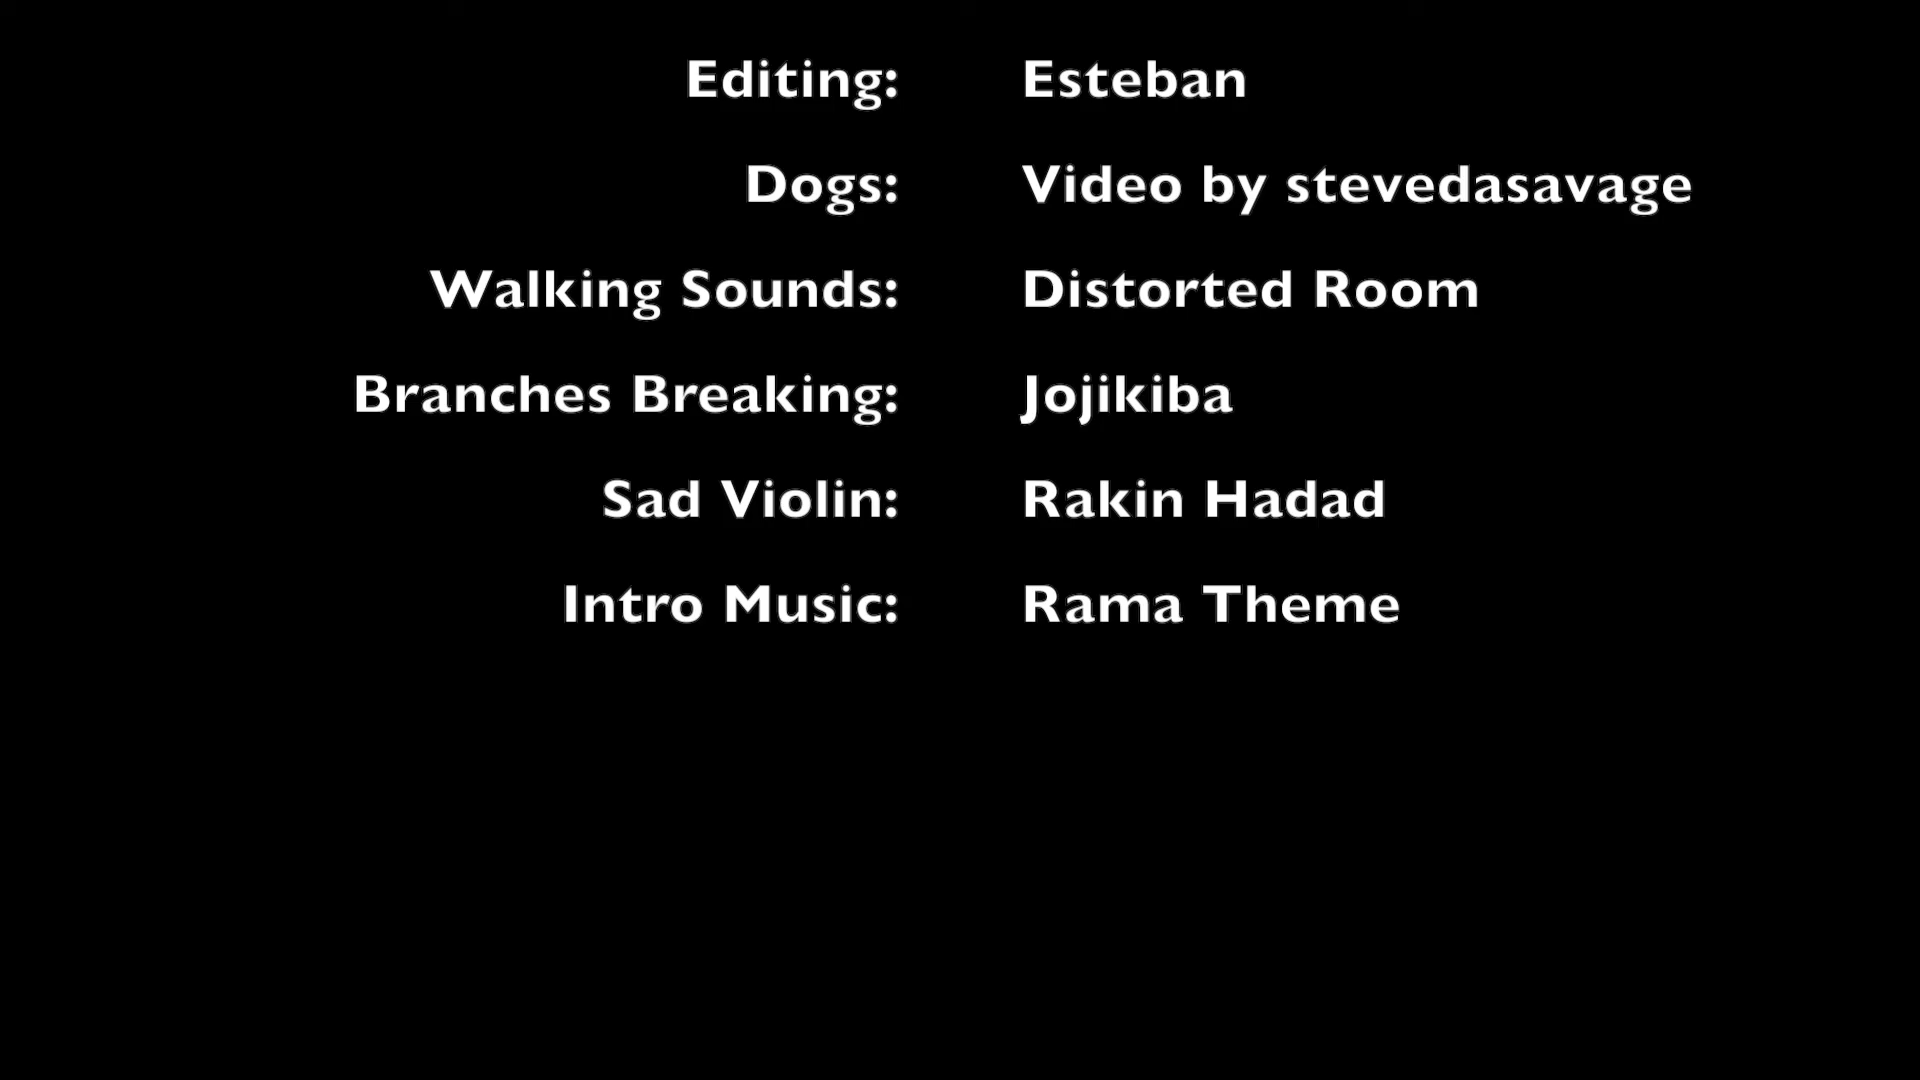 Editing: Esteban
Dogs: Video by stevedasavage
Walking Sounds: Distorted Room
Branches Breaking: Jojikiba
Sad Violin: Rakin Hadad
Intro Music: Rama Theme